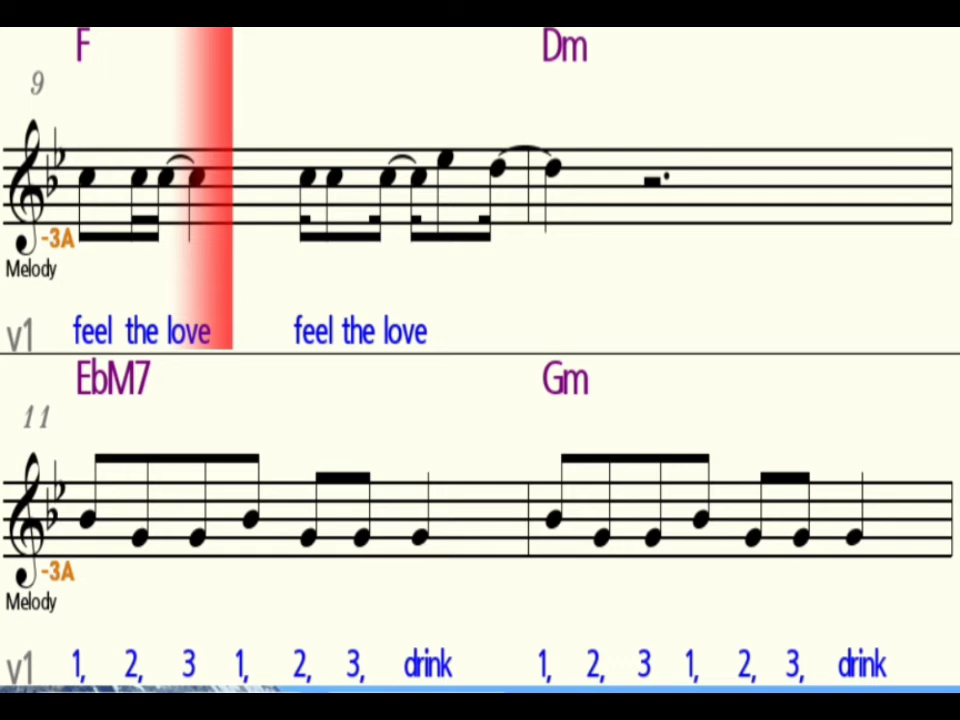 F Dm
9
-3A
Melody
v1 feel the love feel the love
EbM7 Gm
11
-3A
Melody
v1 1, 2, 3 1, 2, 3, drink 1, 2, 3 1, 2, 3, drink